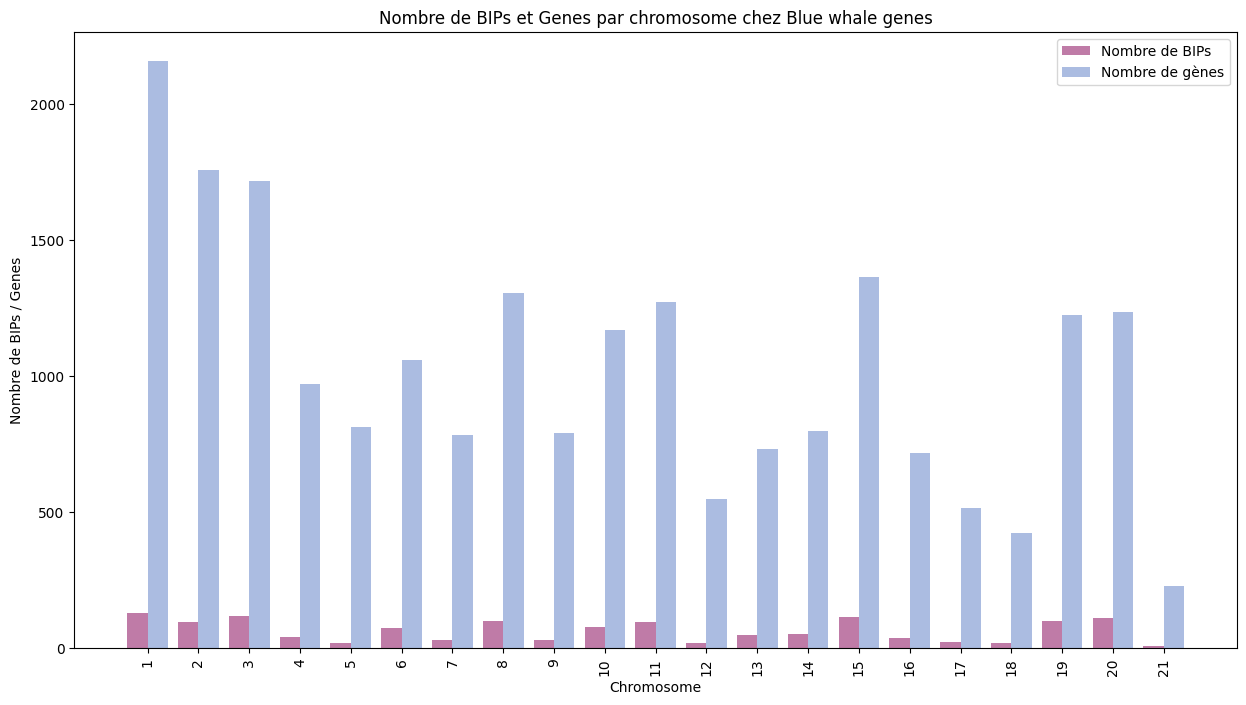 Nombre de BIPs et Genes par chromosome chez Blue whale genes
Nombre de BIPs
Nombre de gènes
Nombre de BIPs / Genes
2000
1500
1000
500
0
1 2 3 4 5 6 7 8 9 10 11 12 13 14 15 16 17 18 19 20 21
Chromosome